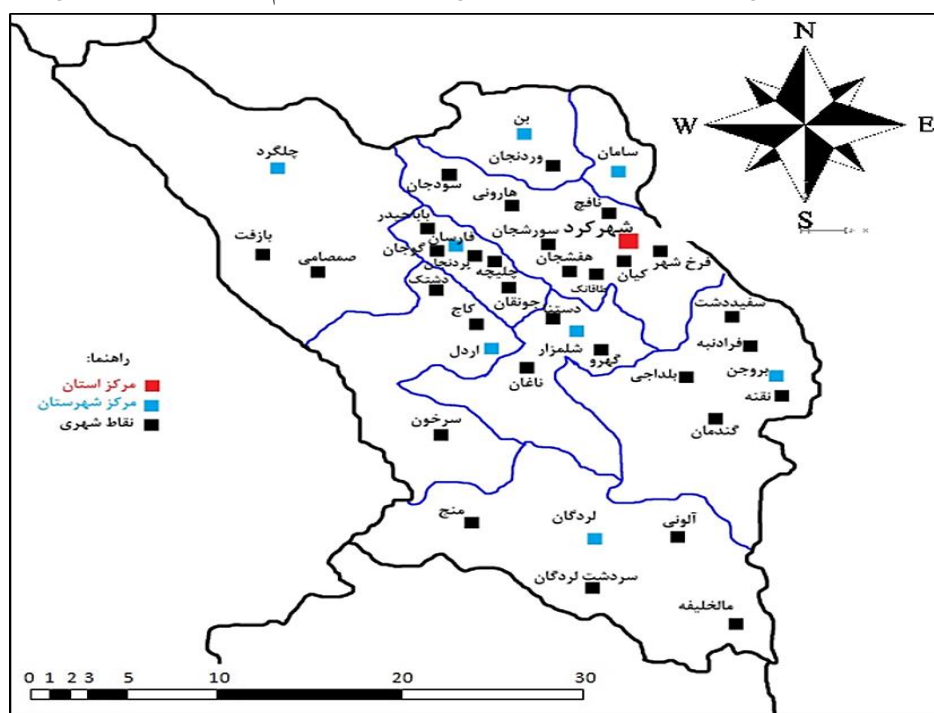 N
W
E
S
بن
وردنجان
سامان
چلگرد
سودجان
هارونی
نافچ
باباحیدر
شهرکرد
فارسان
سورشجان
بازفت
گوجان
بردنجان
هفشجان
فرخ شهر
صمصامی
چلیچه
کیان
طاقانک
دشتک
جونقان
دستنا
سفیددشت
کاج
شلمزار
گهرو
فرادنبه
اردل
ناغان
بلداجی
بروجن
نقنه
گندمان
سرخون
راهنما:
مرکز استان
مرکز شهرستان
نقاط شهری
منج
لردگان
آلونی
سردشت لردگان
مالخلیفه
0 1 2 3 5 10 20 30